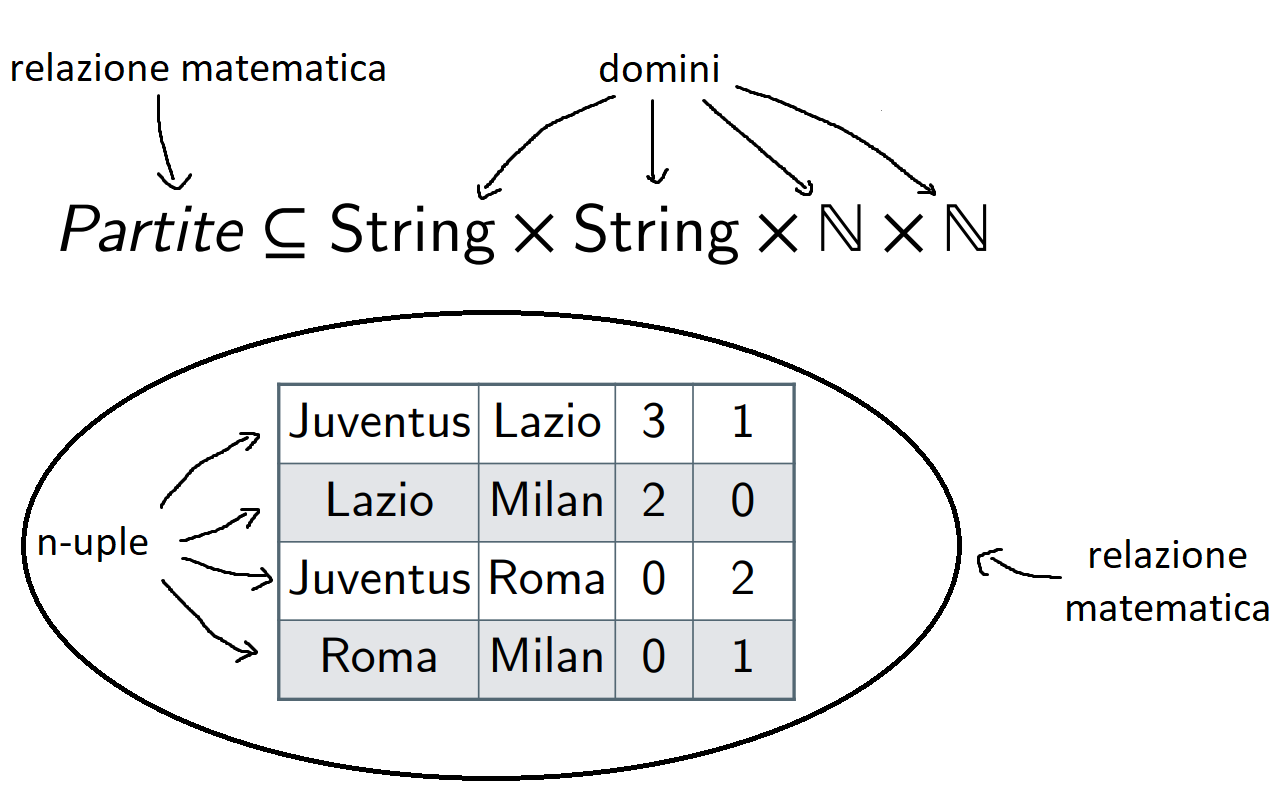 relazione matematica
domini
Partite ⊆ String × String × ℕ × ℕ
Juventus Lazio 3 1
Lazio Milan 2 0
n-uple
Juventus Roma 0 2
relazione
matematica
Roma Milan 0 1